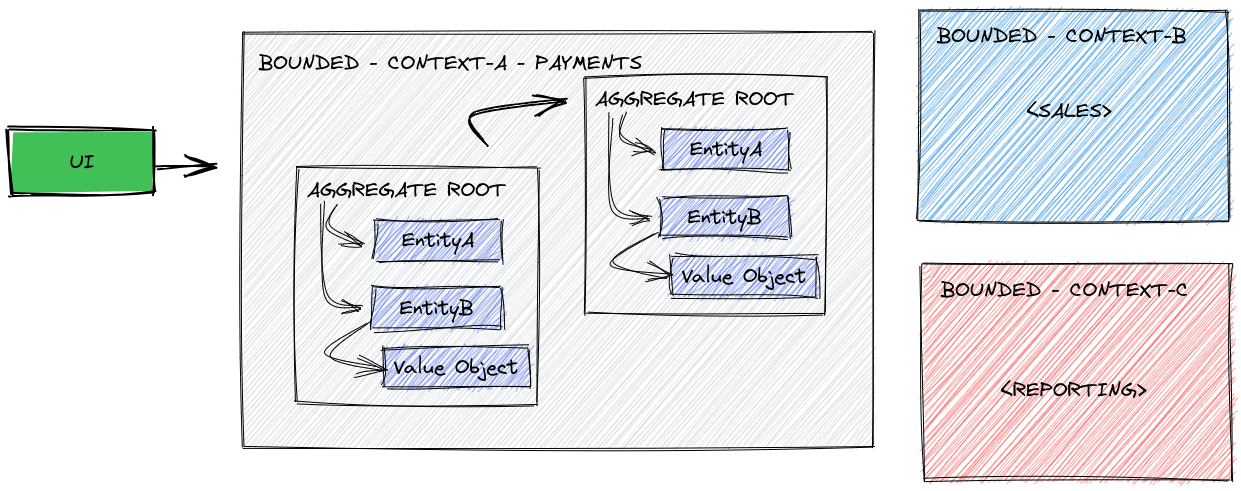 UI
BOUNDED - CONTEXT-A - PAYMENTS
AGGREGATE ROOT
EntityA
EntityB
Value Object
AGGREGATE ROOT
EntityA
EntityB
Value Object
BOUNDED - CONTEXT-B
<SALES>
BOUNDED - CONTEXT-C
<REPORTING>